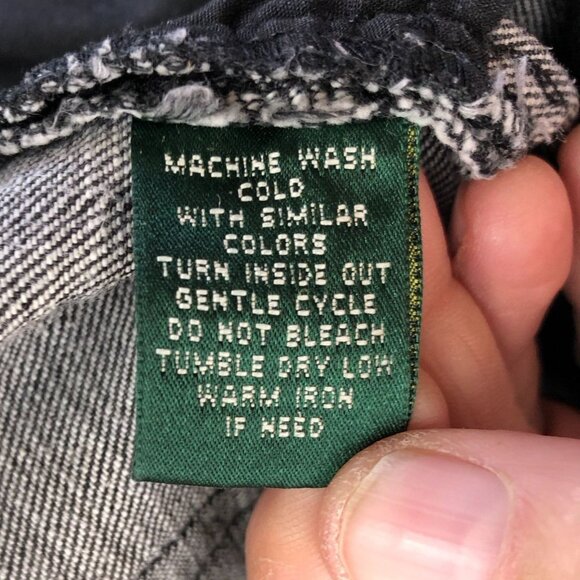 MACHINE WASH
COLD
WITH SIMILAR
COLORS
TURN INSIDE OUT
GENTLE CYCLE
DO NOT BLEACH
TUMBLE DRY LOW
WARM IRON
IF NEED